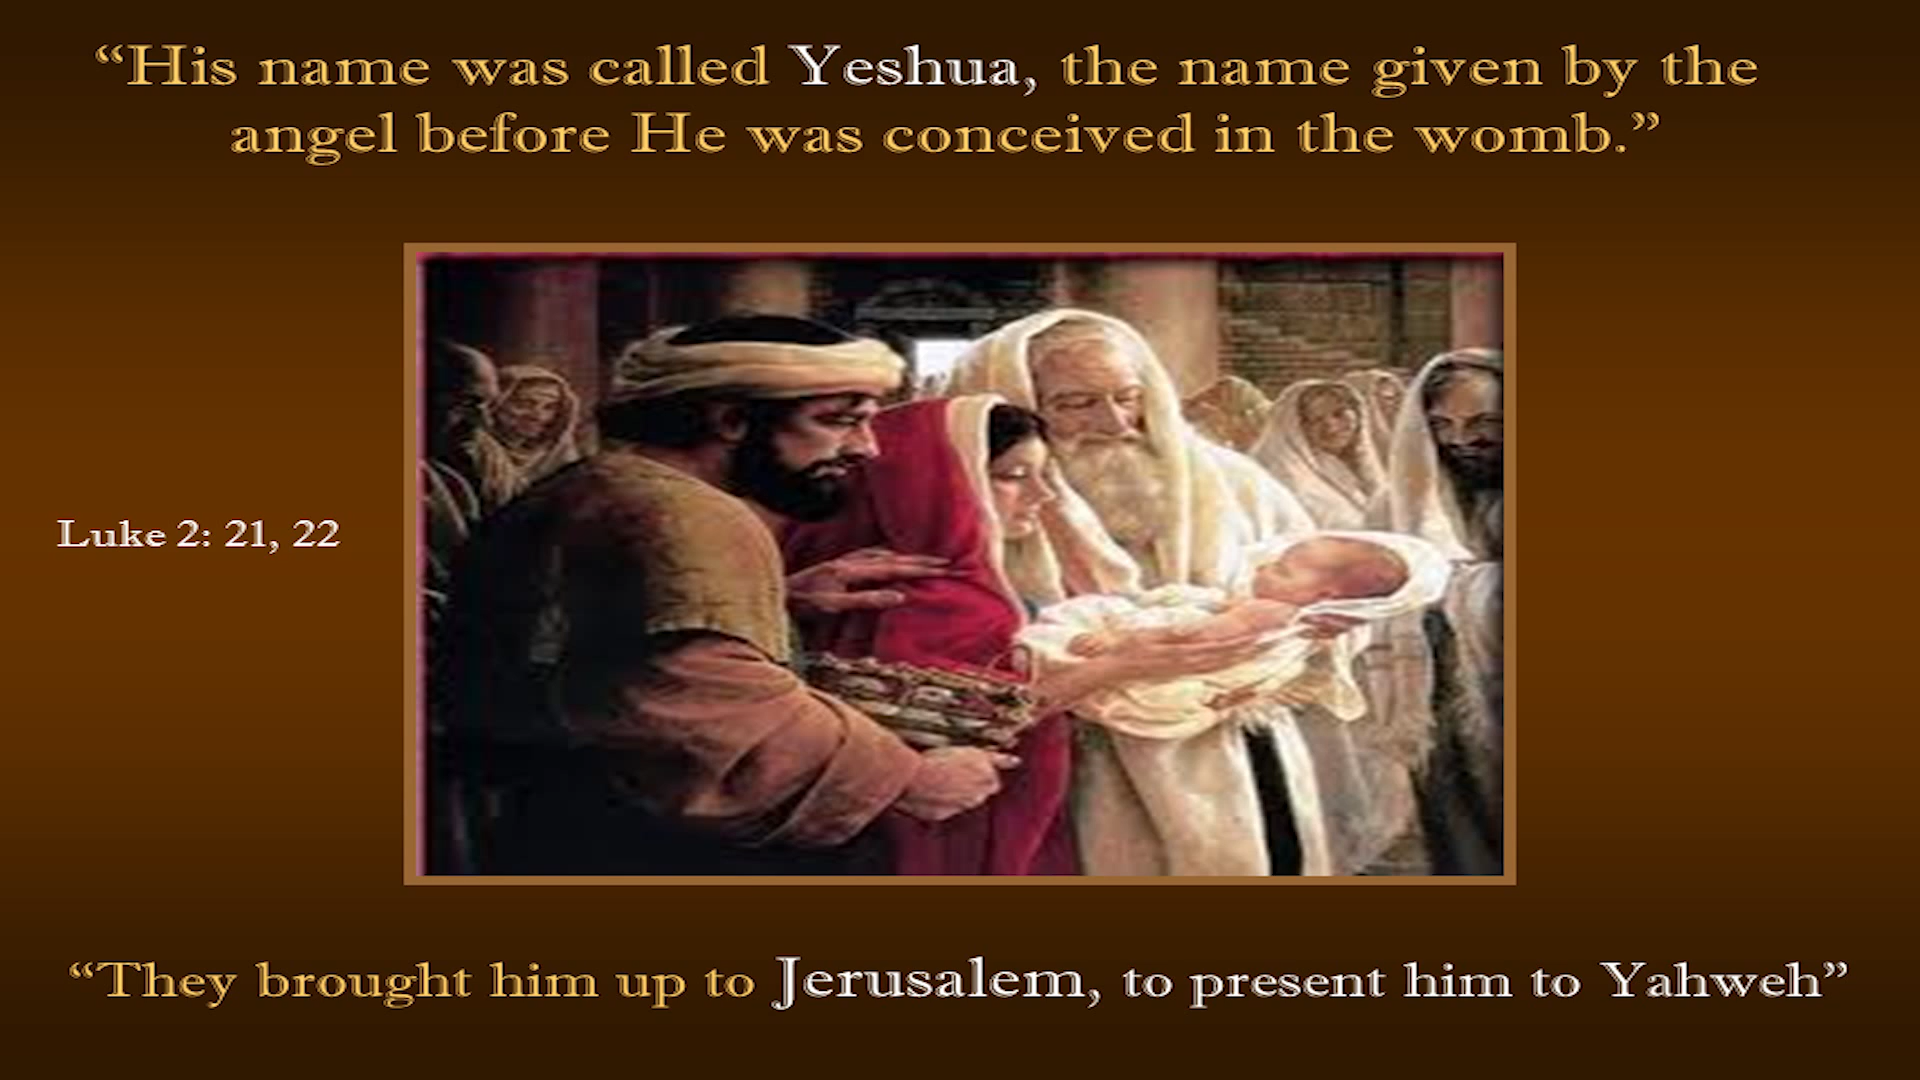 “His name was called Yeshua, the name given by the
angel before He was conceived in the womb.”
Luke 2: 21, 22
“They brought him up to Jerusalem, to present him to Yahweh”